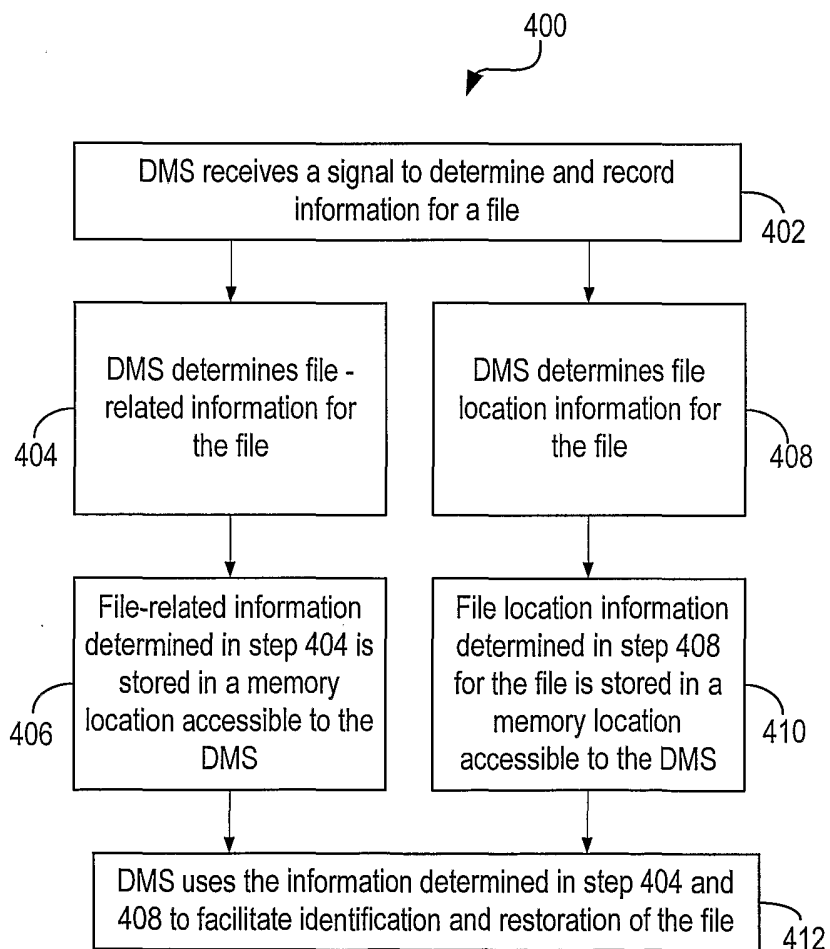 400
DMS receives a signal to determine and record
information for a file
402
DMS determines file -
related information for
the file
404
DMS determines file
location information for
the file
408
File-related information
determined in step 404 is
stored in a memory
location accessible to the
DMS
406
File location information
determined in step 408
for the file is stored in a
memory location
accessible to the DMS
410
DMS uses the information determined in step 404 and
408 to facilitate identification and restoration of the file
412